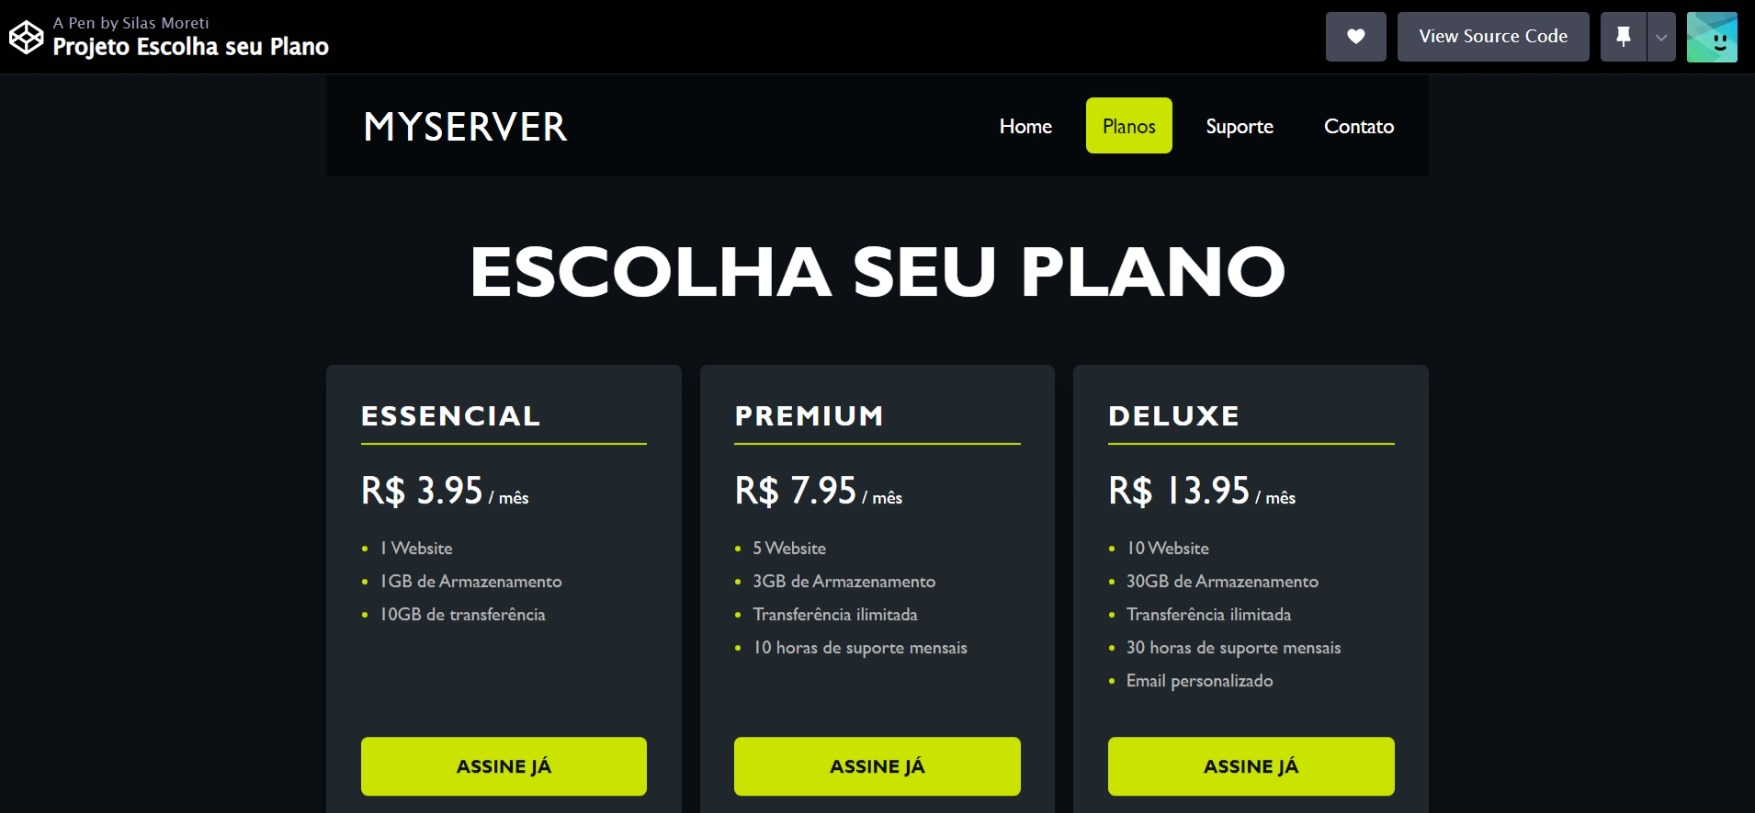 A Pen by Silas Moreti
Projeto Escolha seu Plano
View Source Code
MYSERVER
Home
Planos
Suporte
Contato
ESCOLHA SEU PLANO
ESSENCIAL
R$ 3.95 / mês
1 Website
1GB de Armazenamento
10GB de transferência
ASSINE JÁ
PREMIUM
R$ 7.95 / mês
5 Website
3GB de Armazenamento
Transferência ilimitada
10 horas de suporte mensais
ASSINE JÁ
DELUXE
R$ 13.95 / mês
10 Website
30GB de Armazenamento
Transferência ilimitada
30 horas de suporte mensais
Email personalizado
ASSINE JÁ